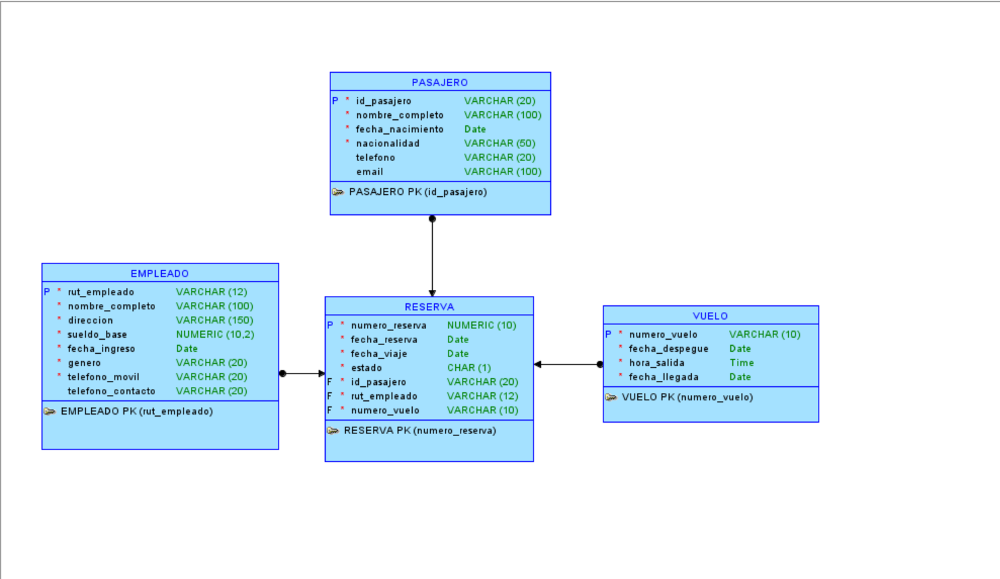 PASAJERO
P * id_pasajero VARCHAR (20)
* nombre_completo VARCHAR (100)
* fecha_nacimiento Date
* nacionalidad VARCHAR (50)
telefono VARCHAR (20)
email VARCHAR (100)
PASAJERO PK (id_pasajero)
EMPLEADO
P * rut_empleado VARCHAR (12)
* nombre_completo VARCHAR (100)
* direccion VARCHAR (150)
* sueldo_base NUMERIC (10,2)
* fecha_ingreso Date
* genero VARCHAR (20)
* telefono_movil VARCHAR (20)
telefono_contacto VARCHAR (20)
EMPLEADO PK (rut_empleado)
RESERVA
P * numero_reserva NUMERIC (10)
* fecha_reserva Date
* fecha_viaje Date
* estado CHAR (1)
F * id_pasajero VARCHAR (20)
F * rut_empleado VARCHAR (12)
F * numero_vuelo VARCHAR (10)
RESERVA PK (numero_reserva)
VUELO
P * numero_vuelo VARCHAR (10)
* fecha_despegue Date
* hora_salida Time
* fecha_llegada Date
VUELO PK (numero_vuelo)